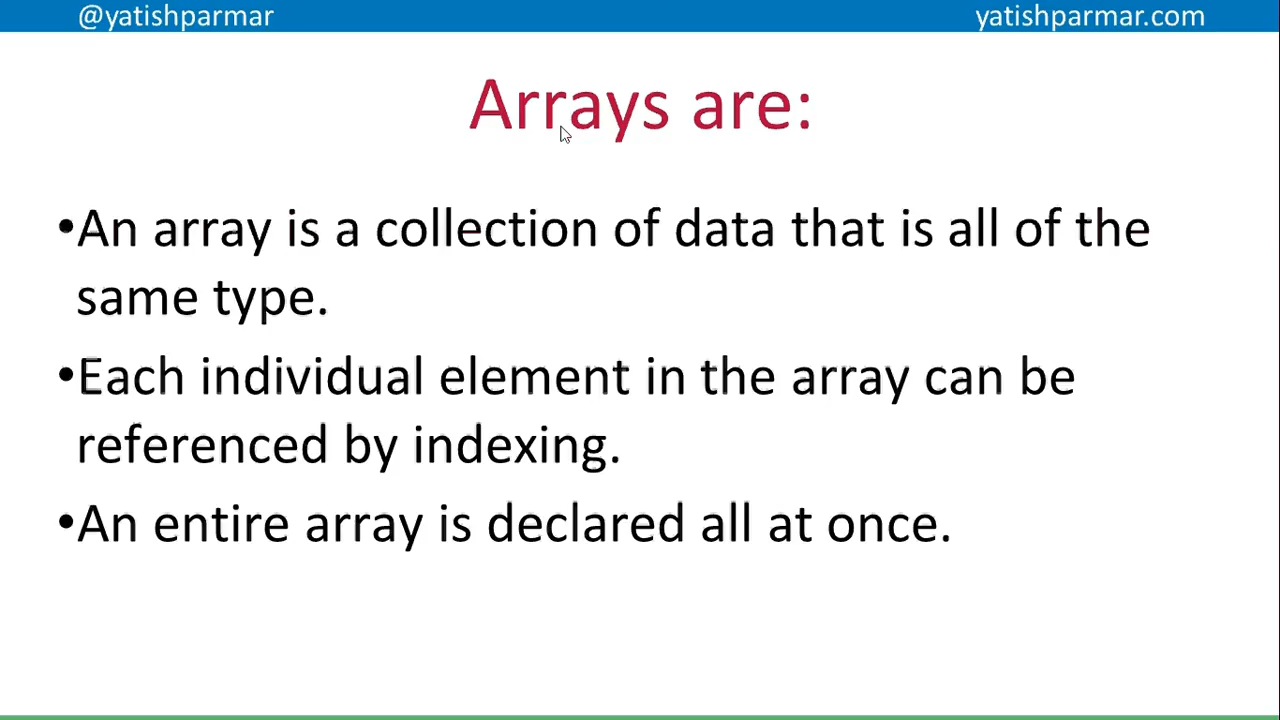 @yatishparmar yatishparmar.com
Arrays are:
•An array is a collection of data that is all of the
same type.
•Each individual element in the array can be
referenced by indexing.
•An entire array is declared all at once.